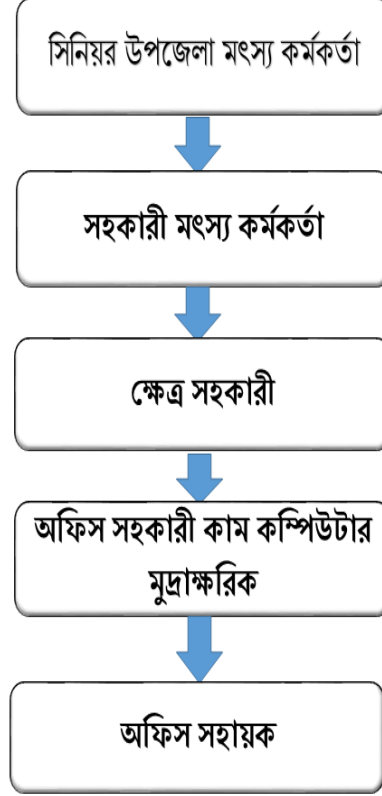 সিনিয়র উপজেলা মৎস্য কর্মকর্তা
সহকারী মৎস্য কর্মকর্তা
ক্ষেত্র সহকারী
অফিস সহকারী কাম কম্পিউটার
মুদ্রাক্ষরিক
অফিস সহায়ক